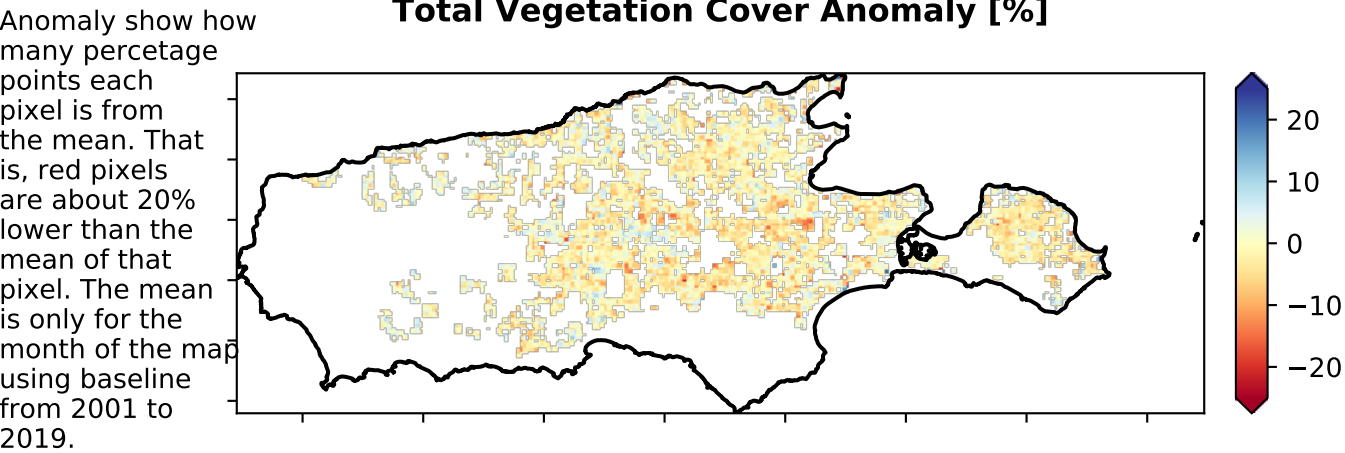 Total Vegetation Cover Anomaly [%]
Anomaly show how
many percetage
points each
pixel is from
the mean. That
is, red pixels
are about 20%
lower than the
mean of that
pixel. The mean
is only for the
month of the map
using baseline
from 2001 to
2019.
20
10
0
−10
−20